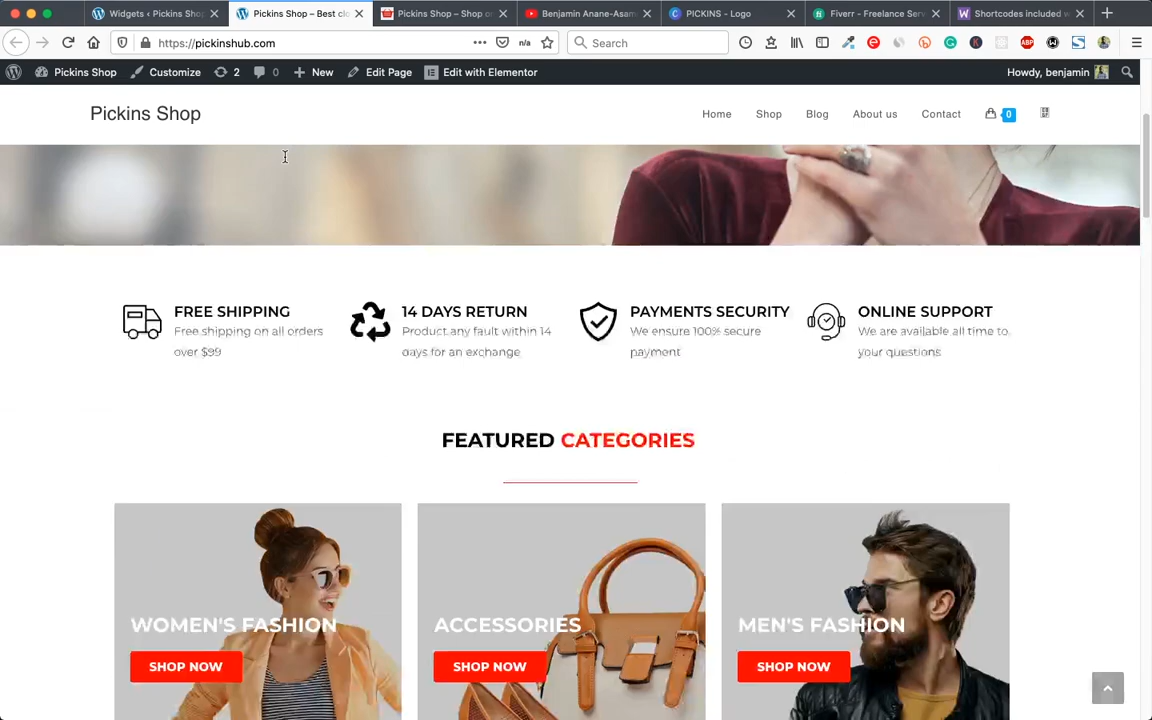 Widgets ‹ Pickins Shop
Pickins Shop – Best clo
Pickins Shop – Shop on
Benjamin Anane-Asam
PICKINS - Logo
Fiverr - Freelance Serv
Shortcodes included w
https://pickinshub.com
n/a
Search
ABP
Pickins Shop
Customize
2
0
New
Edit Page
Edit with Elementor
Howdy, benjamin
Pickins Shop
Home
Shop
Blog
About us
Contact
0
FREE SHIPPING
Free shipping on all orders
over $99
14 DAYS RETURN
Product any fault within 14
days for an exchange
PAYMENTS SECURITY
We ensure 100% secure
payment
ONLINE SUPPORT
We are available all time to
your questions
FEATURED CATEGORIES
WOMEN'S FASHION
SHOP NOW
ACCESSORIES
SHOP NOW
MEN'S FASHION
SHOP NOW